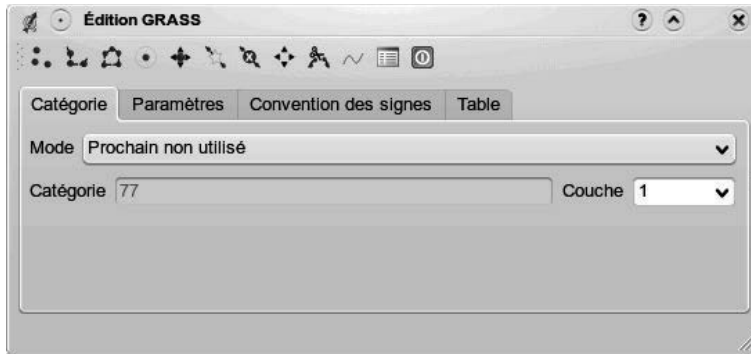 Édition GRASS
Catégorie Paramètres Convention des signes Table
Mode Prochain non utilisé
Catégorie 77 Couche 1